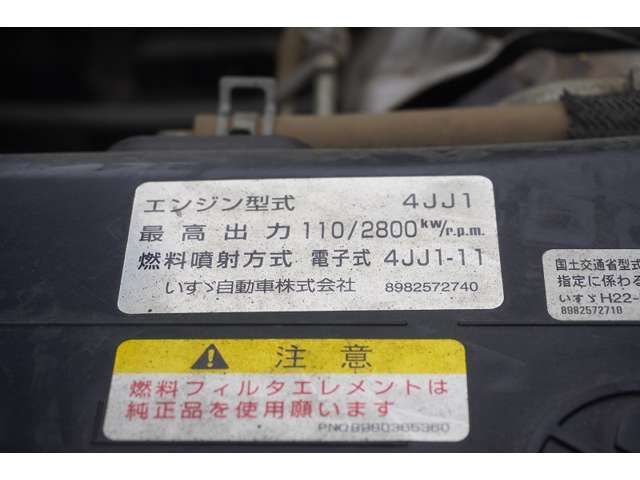 エンジン型式 4JJ1
最高出力 110/2800 kw/r.p.m.
燃料噴射方式 電子式 4JJ1-11
いすゞ自動車株式会社 8982572740
国土交通省型式
指定に係わる
いすゞH22-
8982572710
注意
燃料フィルタエレメントは
純正品を使用願います
PNO8980365360